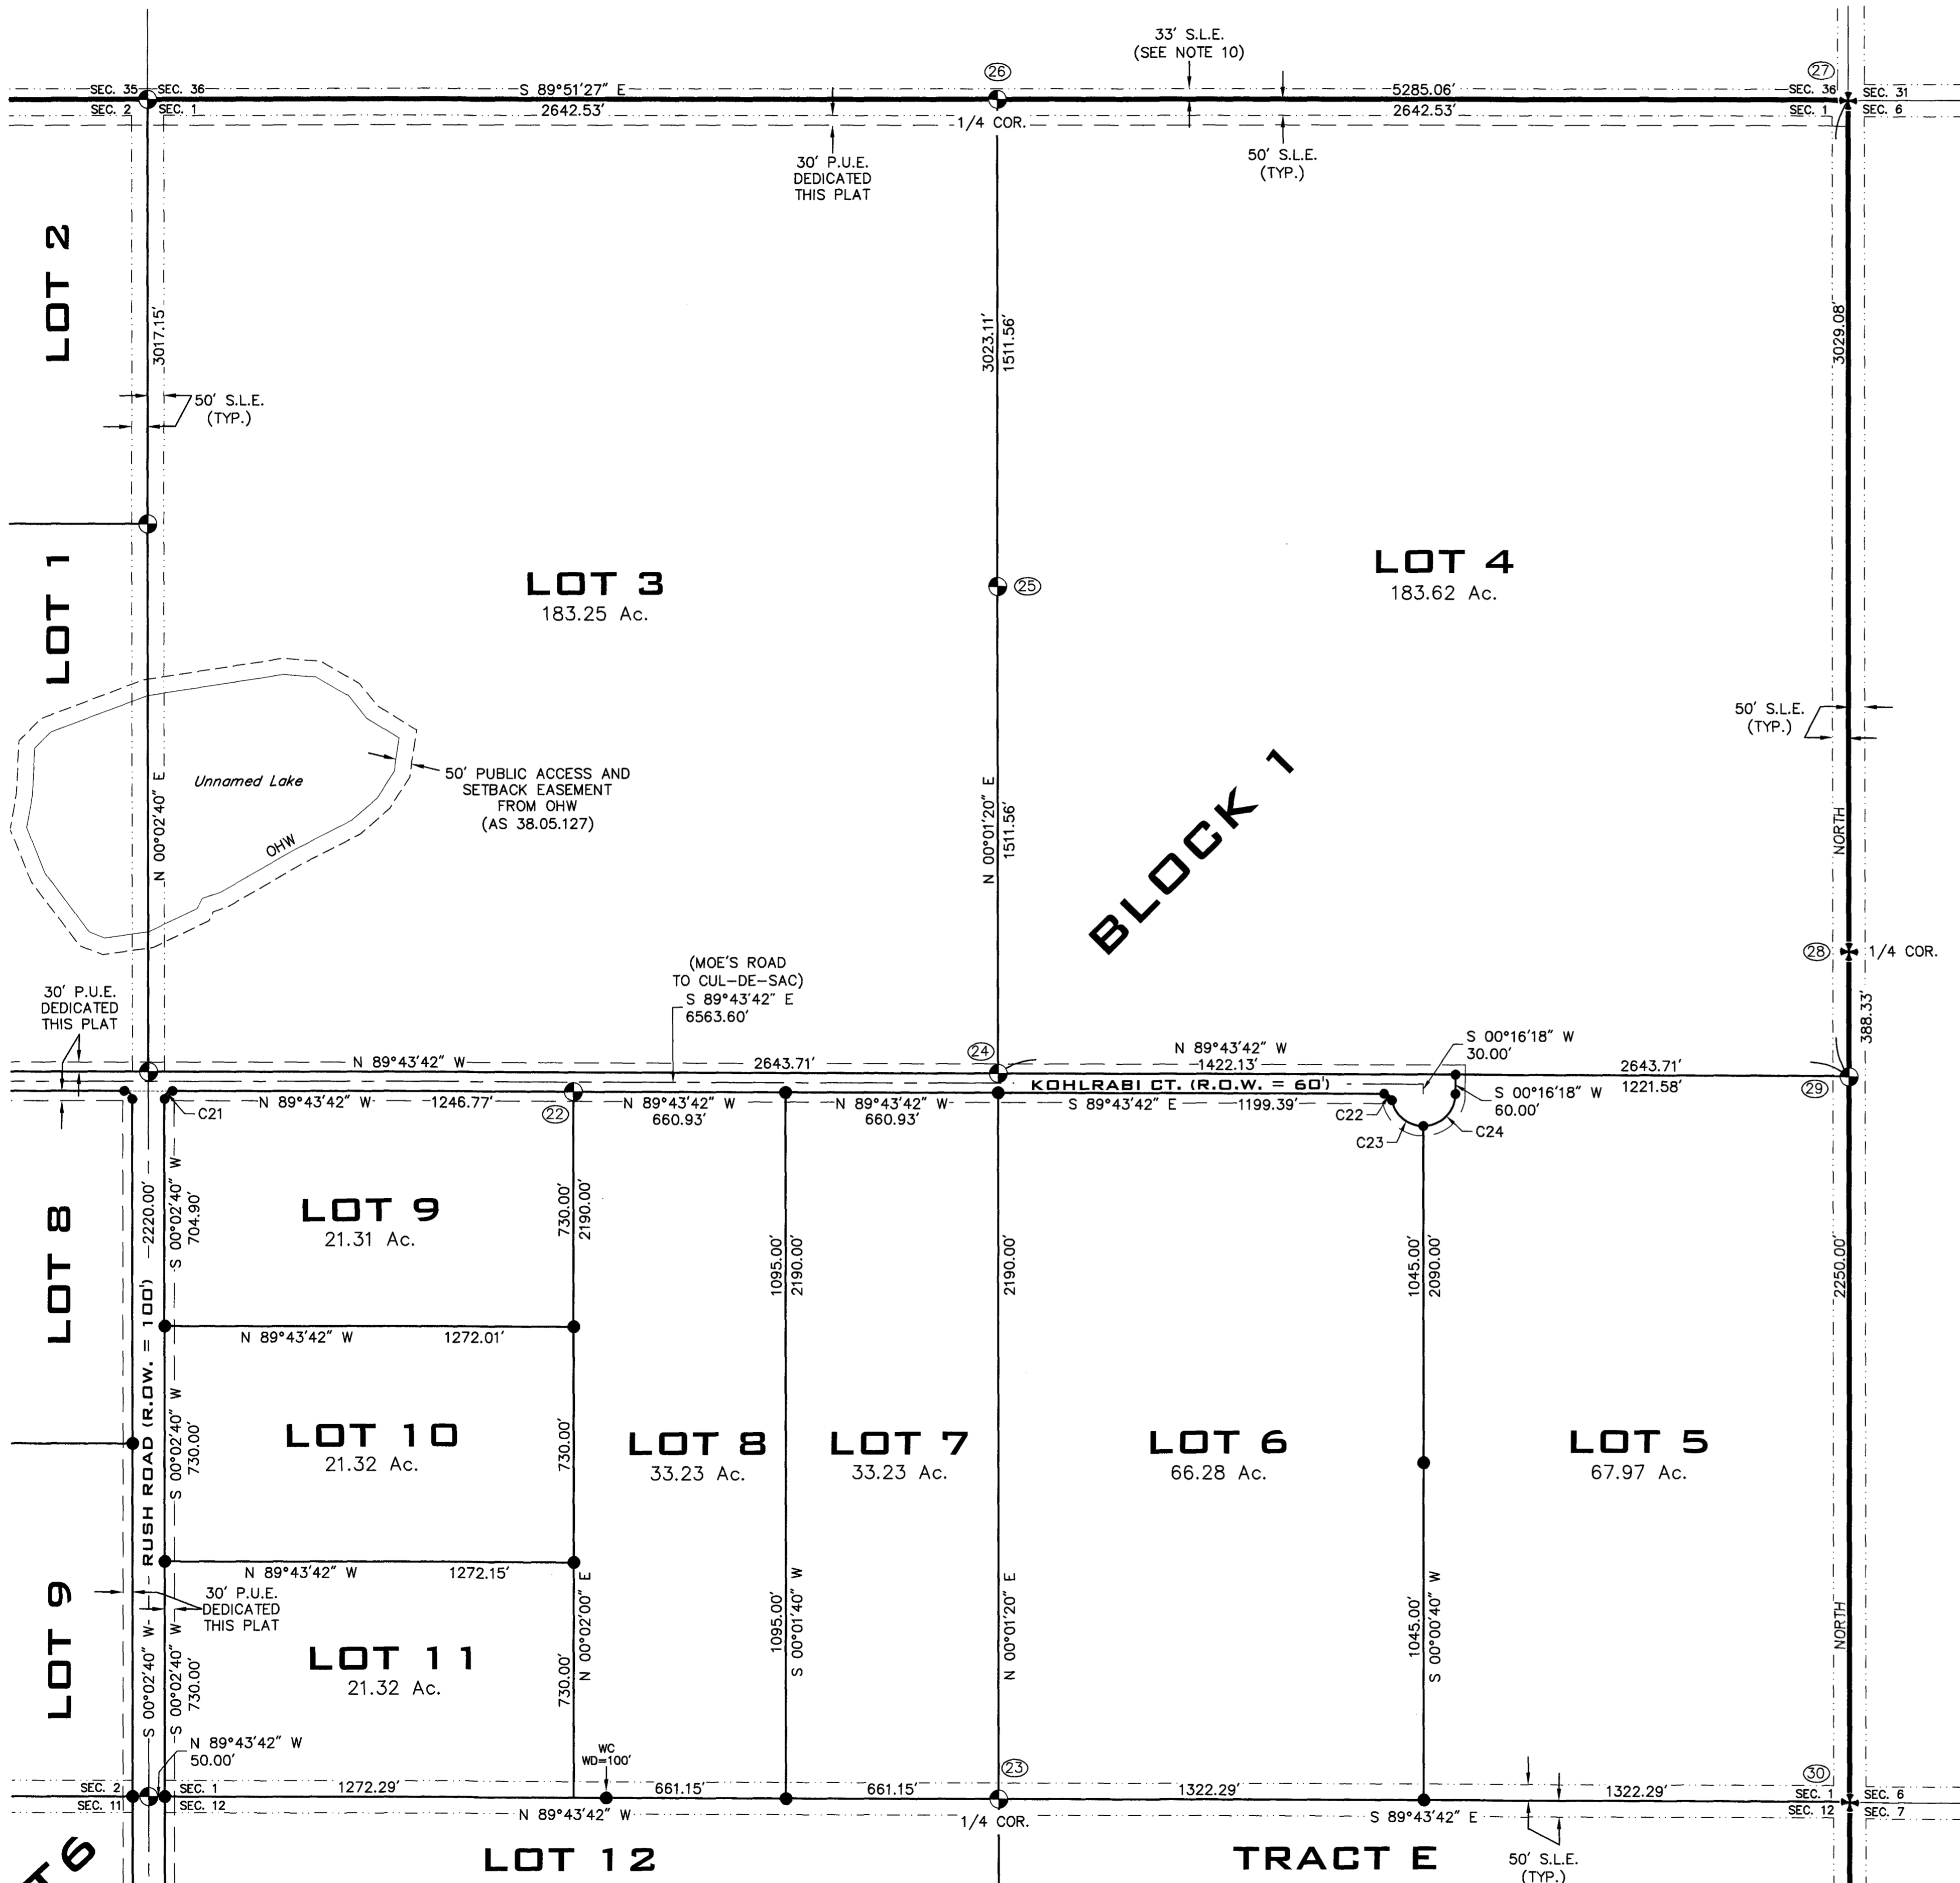 33' S.L.E.
(SEE NOTE 10)
26
27
SEC. 35
SEC. 36
S 89°51'27" E
5285.06'
SEC. 36
SEC. 31
SEC. 2
SEC. 1
2642.53'
1/4 COR.
2642.53'
SEC. 1
SEC. 6
30' P.U.E.
DEDICATED
THIS PLAT
50' S.L.E.
(TYP.)
LOT 2
3017.15'
3023.11'
1511.56'
3029.08'
50' S.L.E.
(TYP.)
LOT 1
LOT 3
183.25 Ac.
25
LOT 4
183.62 Ac.
50' S.L.E.
(TYP.)
Unnamed Lake
OHW
N 00°02'40" E
50' PUBLIC ACCESS AND
SETBACK EASEMENT
FROM OHW
(AS 38.05.127)
N 00°01'20" E
1511.56'
BLOCK 1
NORTH
28
1/4 COR.
388.33'
30' P.U.E.
DEDICATED
THIS PLAT
(MOE'S ROAD
TO CUL-DE-SAC)
S 89°43'42" E
6563.60'
N 89°43'42" W
2643.71'
24
N 89°43'42" W
1422.13'
S 00°16'18" W
30.00'
2643.71'
1221.58'
29
KOHLRABI CT. (R.O.W. = 60')
S 00°16'18" W
60.00'
C21
N 89°43'42" W
1246.77'
22
N 89°43'42" W
660.93'
N 89°43'42" W
660.93'
S 89°43'42" E
1199.39'
C22
C23
C24
LOT 8
2220.00'
S 00°02'40" W
704.90'
LOT 9
21.31 Ac.
730.00'
2190.00'
1095.00'
2190.00'
2190.00'
1045.00'
2090.00'
2250.00'
N 89°43'42" W
1272.01'
RUSH ROAD (R.O.W. = 100')
S 00°02'40" W
730.00'
LOT 10
21.32 Ac.
730.00'
LOT 8
33.23 Ac.
LOT 7
33.23 Ac.
LOT 6
66.28 Ac.
LOT 5
67.97 Ac.
N 89°43'42" W
1272.15'
LOT 9
30' P.U.E.
DEDICATED
THIS PLAT
S 00°02'40" W
S 00°02'40" W
730.00'
LOT 11
21.32 Ac.
730.00'
N 00°02'00" E
1095.00'
S 00°01'40" W
N 00°01'20" E
1045.00'
S 00°00'40" W
NORTH
N 89°43'42" W
50.00'
WC
WD=100'
23
30
SEC. 2
SEC. 1
1272.29'
661.15'
661.15'
1322.29'
1322.29'
SEC. 1
SEC. 6
SEC. 11
SEC. 12
N 89°43'42" W
1/4 COR.
S 89°43'42" E
SEC. 12
SEC. 7
T 6
LOT 12
TRACT E
50' S.L.E.
(TYP.)